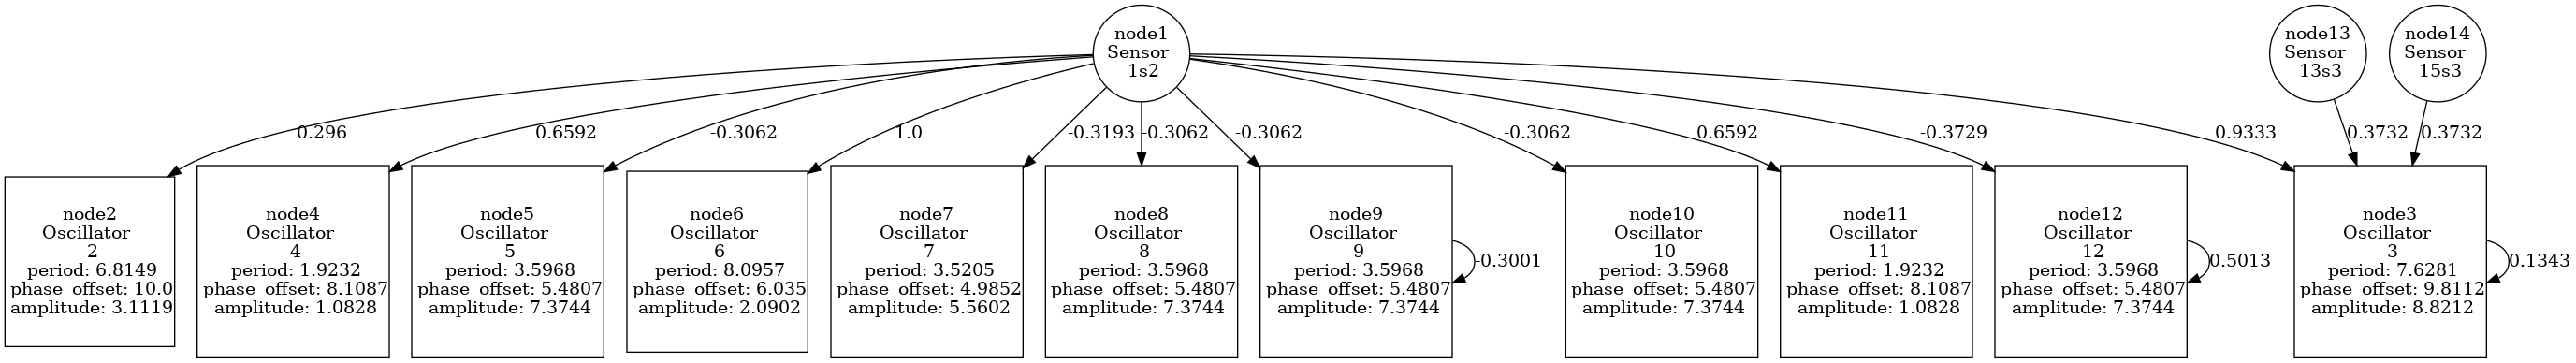 node1
Sensor
1s2
node13
Sensor
13s3
node14
Sensor
15s3
0.296
0.6592
-0.3062
1.0
-0.3193
-0.3062
-0.3062
-0.3062
0.6592
-0.3729
0.9333
0.3732
0.3732
node2
Oscillator
2
period: 6.8149
phase_offset: 10.0
amplitude: 3.1119
node4
Oscillator
4
period: 1.9232
phase_offset: 8.1087
amplitude: 1.0828
node5
Oscillator
5
period: 3.5968
phase_offset: 5.4807
amplitude: 7.3744
node6
Oscillator
6
period: 8.0957
phase_offset: 6.035
amplitude: 2.0902
node7
Oscillator
7
period: 3.5205
phase_offset: 4.9852
amplitude: 5.5602
node8
Oscillator
8
period: 3.5968
phase_offset: 5.4807
amplitude: 7.3744
node9
Oscillator
9
period: 3.5968
phase_offset: 5.4807
amplitude: 7.3744
-0.3001
node10
Oscillator
10
period: 3.5968
phase_offset: 5.4807
amplitude: 7.3744
node11
Oscillator
11
period: 1.9232
phase_offset: 8.1087
amplitude: 1.0828
node12
Oscillator
12
period: 3.5968
phase_offset: 5.4807
amplitude: 7.3744
0.5013
node3
Oscillator
3
period: 7.6281
phase_offset: 9.8112
amplitude: 8.8212
0.1343